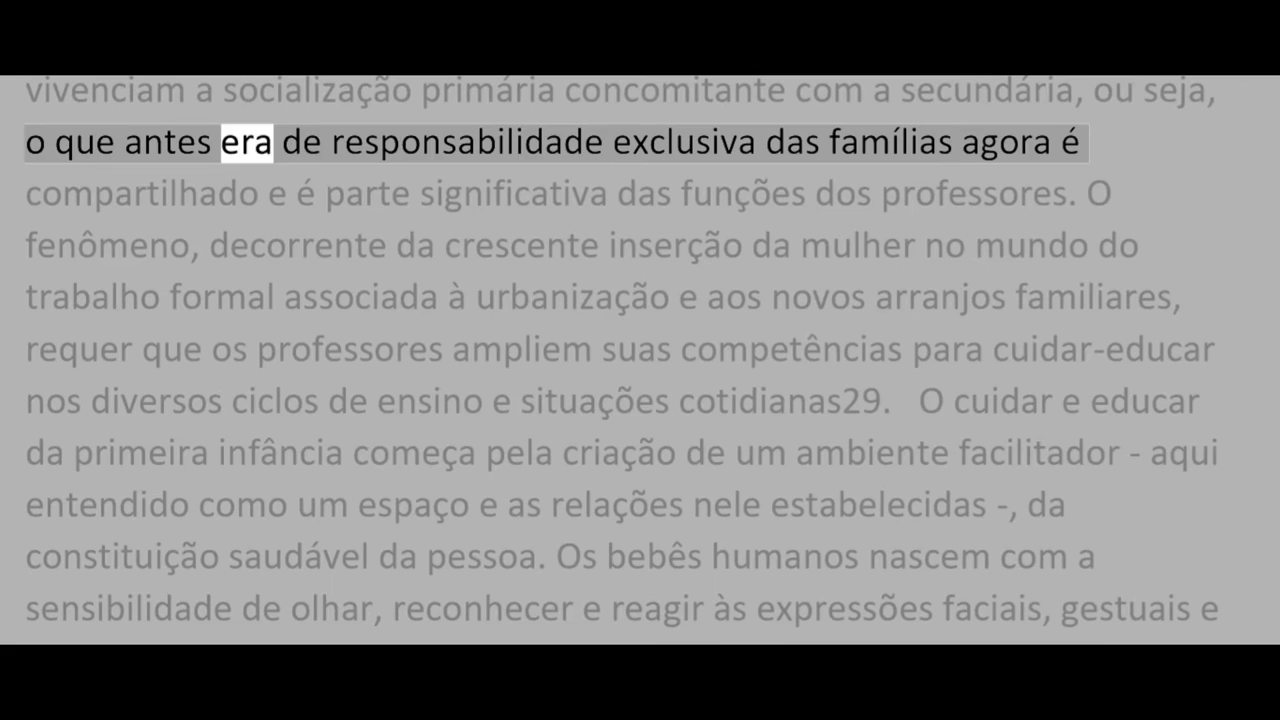 vivenciam a socialização primária concomitante com a secundária, ou seja,
o que antes era de responsabilidade exclusiva das famílias agora é
compartilhado e é parte significativa das funções dos professores. O
fenômeno, decorrente da crescente inserção da mulher no mundo do
trabalho formal associada à urbanização e aos novos arranjos familiares,
requer que os professores ampliem suas competências para cuidar-educar
nos diversos ciclos de ensino e situações cotidianas29.   O cuidar e educar
da primeira infância começa pela criação de um ambiente facilitador - aqui
entendido como um espaço e as relações nele estabelecidas -, da
constituição saudável da pessoa. Os bebês humanos nascem com a
sensibilidade de olhar, reconhecer e reagir às expressões faciais, gestuais e